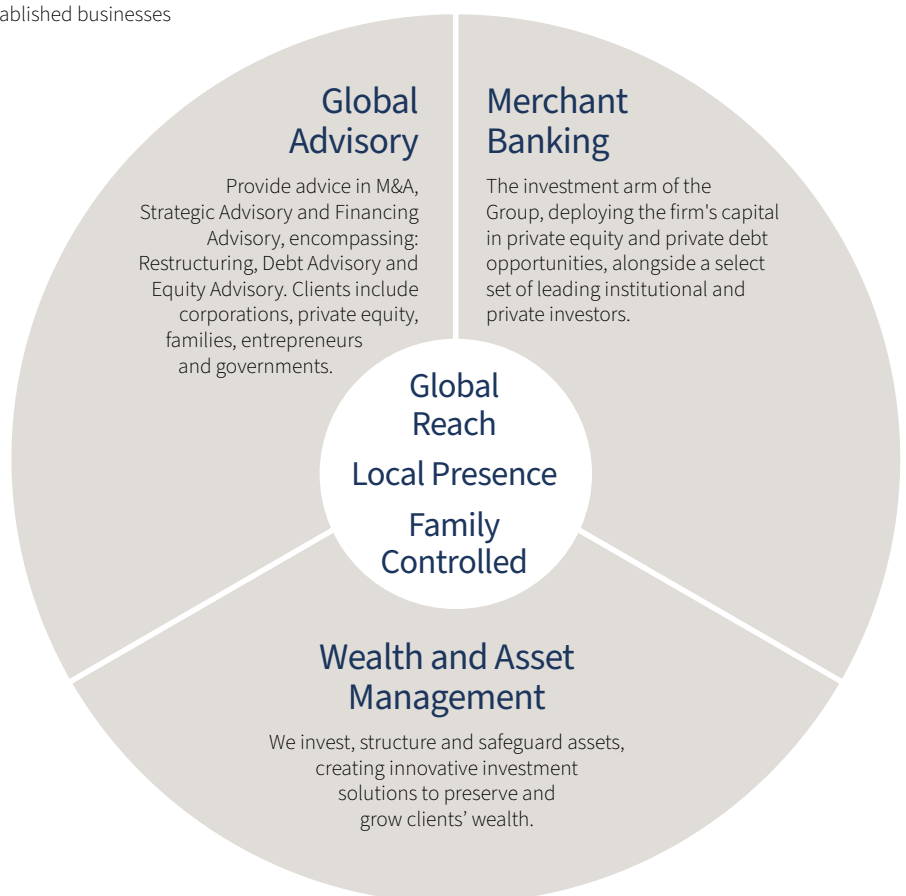 businesses
Global
Advisory
Provide advice in M&A,
Strategic Advisory and Financing
Advisory, encompassing:
Restructuring, Debt Advisory and
Equity Advisory. Clients include
corporations, private equity,
families, entrepreneurs
and governments.
Merchant
Banking
The investment arm of the
Group, deploying the firm's capital
in private equity and private debt
opportunities, alongside a select
set of leading institutional and
private investors.
Global
Reach
Local Presence
Family
Controlled
Wealth and Asset
Management
We invest, structure and safeguard assets,
creating innovative investment
solutions to preserve and
grow clients’ wealth.